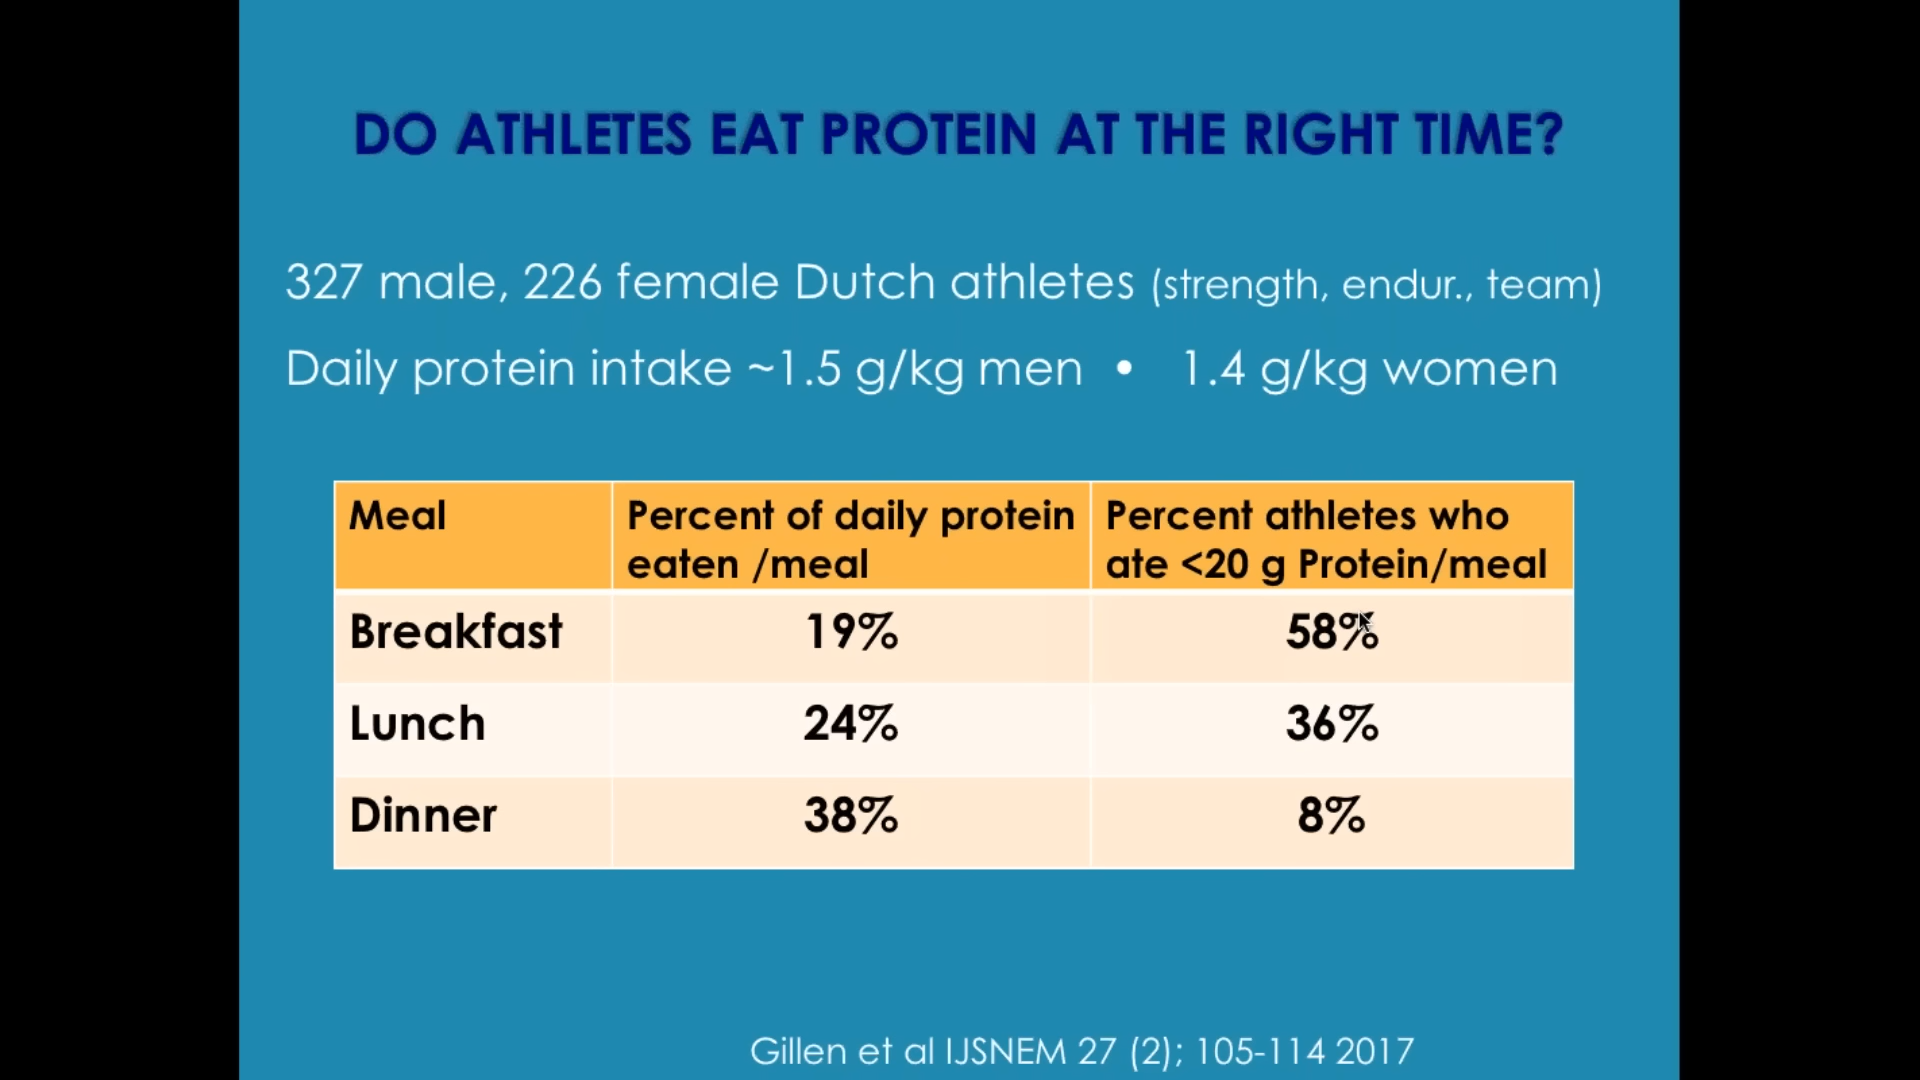 DO ATHLETES EAT PROTEIN AT THE RIGHT TIME?
327 male, 226 female Dutch athletes (strength, endur., team)
Daily protein intake ~1.5 g/kg men • 1.4 g/kg women
Meal
Percent of daily protein
eaten /meal
Percent athletes who
ate <20 g Protein/meal
Breakfast 19% 58%
Lunch 24% 36%
Dinner 38% 8%
Gillen et al IJSNEM 27 (2); 105-114 2017